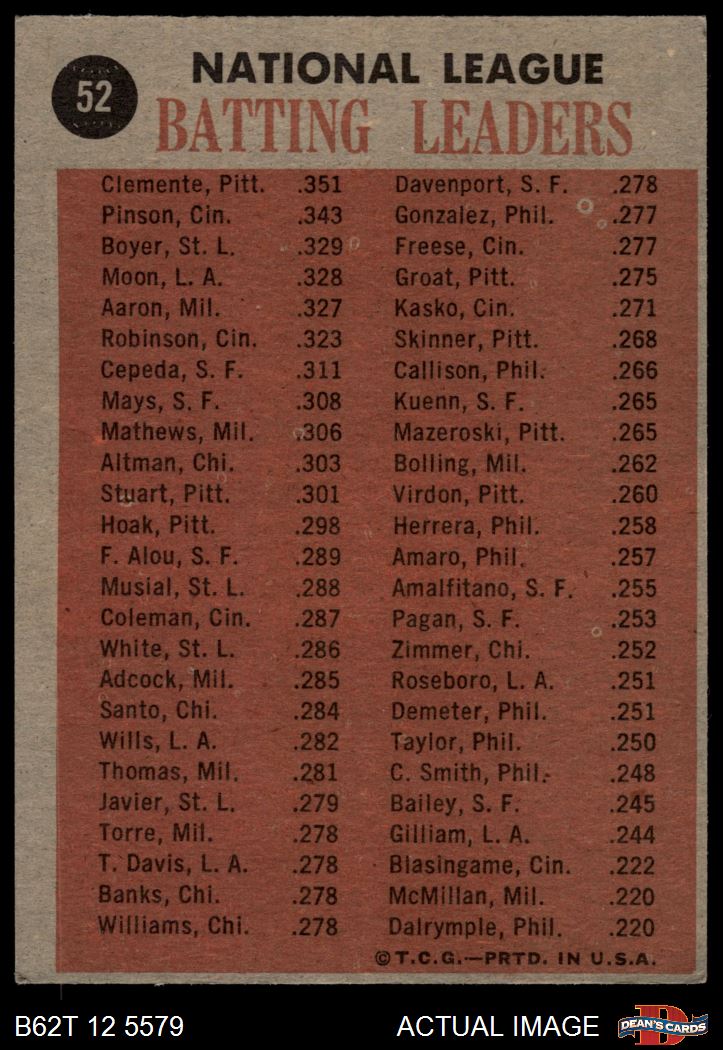 52
NATIONAL LEAGUE
BATTING LEADERS
Clemente, Pitt. .351
Pinson, Cin. .343
Boyer, St. L. .329
Moon, L. A. .328
Aaron, Mil. .327
Robinson, Cin. .323
Cepeda, S. F. .311
Mays, S. F. .308
Mathews, Mil. .306
Altman, Chi. .303
Stuart, Pitt. .301
Hoak, Pitt. .298
F. Alou, S. F. .289
Musial, St. L. .288
Coleman, Cin. .287
White, St. L. .286
Adcock, Mil. .285
Santo, Chi. .284
Wills, L. A. .282
Thomas, Mil. .281
Javier, St. L. .279
Torre, Mil. .278
T. Davis, L. A. .278
Banks, Chi. .278
Williams, Chi. .278
Davenport, S. F. .278
Gonzalez, Phil. .277
Freese, Cin. .277
Groat, Pitt. .275
Kasko, Cin. .271
Skinner, Pitt. .268
Callison, Phil. .266
Kuenn, S. F. .265
Mazeroski, Pitt. .265
Bolling, Mil. .262
Virdon, Pitt. .260
Herrera, Phil. .258
Amaro, Phil. .257
Amalfitano, S. F. .255
Pagan, S. F. .253
Zimmer, Chi. .252
Roseboro, L. A. .251
Demeter, Phil. .251
Taylor, Phil. .250
C. Smith, Phil. .248
Bailey, S. F. .245
Gilliam, L. A. .244
Blasingame, Cin. .222
McMillan, Mil. .220
Dalrymple, Phil. .220
©T.C.G.—PRTD. IN U.S.A.
B62T 12 5579 ACTUAL IMAGE DEAN'S CARDS